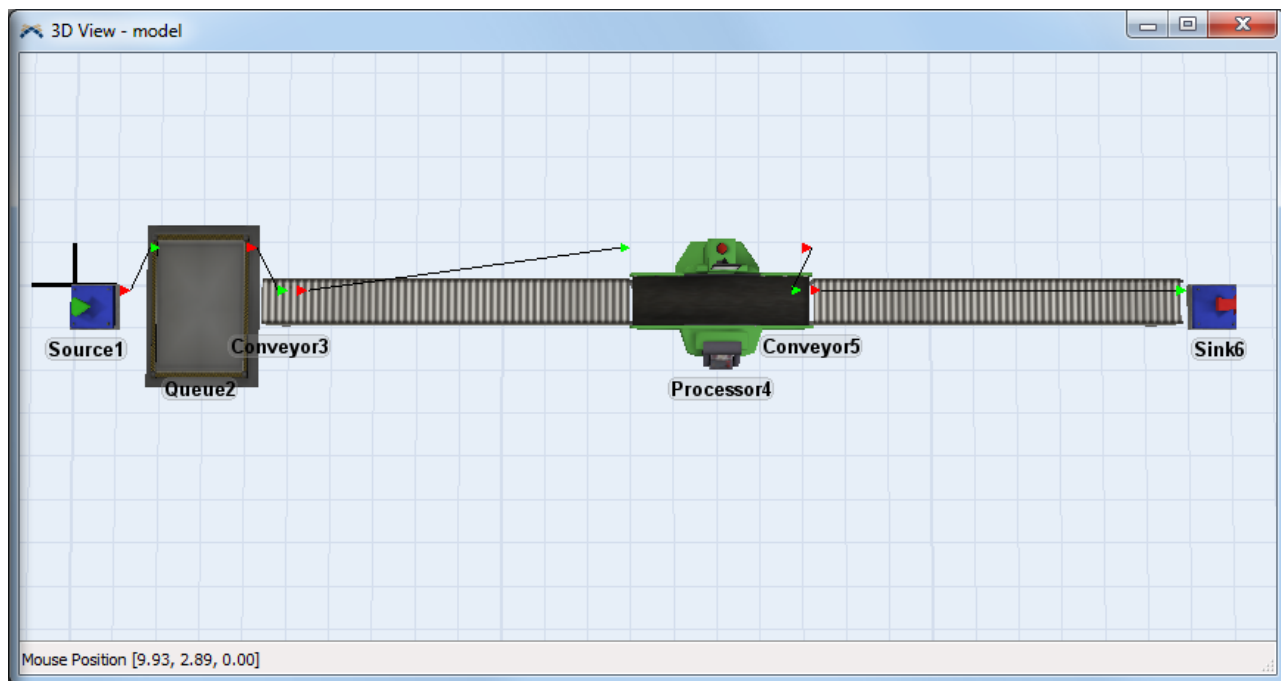 3D View - model
Source1
Queue2
Conveyor3
Processor4
Conveyor5
Sink6
Mouse Position [9.93, 2.89, 0.00]